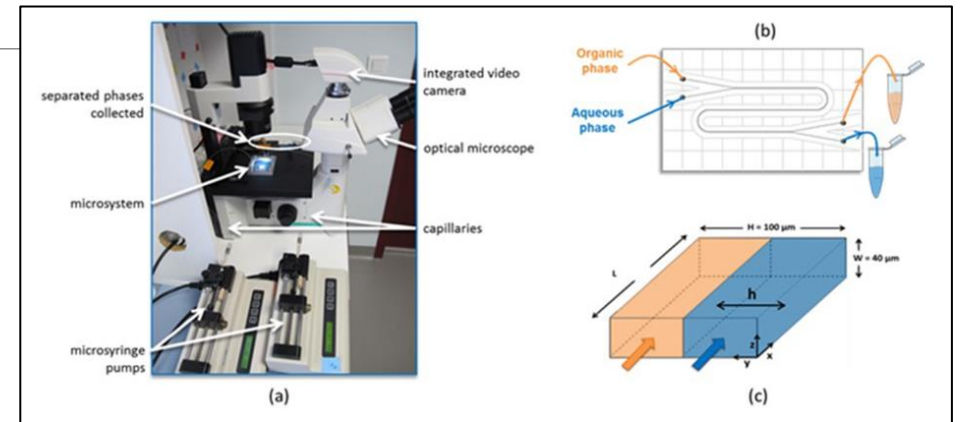 separated phases
collected
microsystem
microsyringe
pumps
integrated video
camera
optical microscope
capillaries
(a)
(b)
Organic
phase
Aqueous
phase
H = 100 µm
W = 40 µm
L
h
z
y
x
(c)